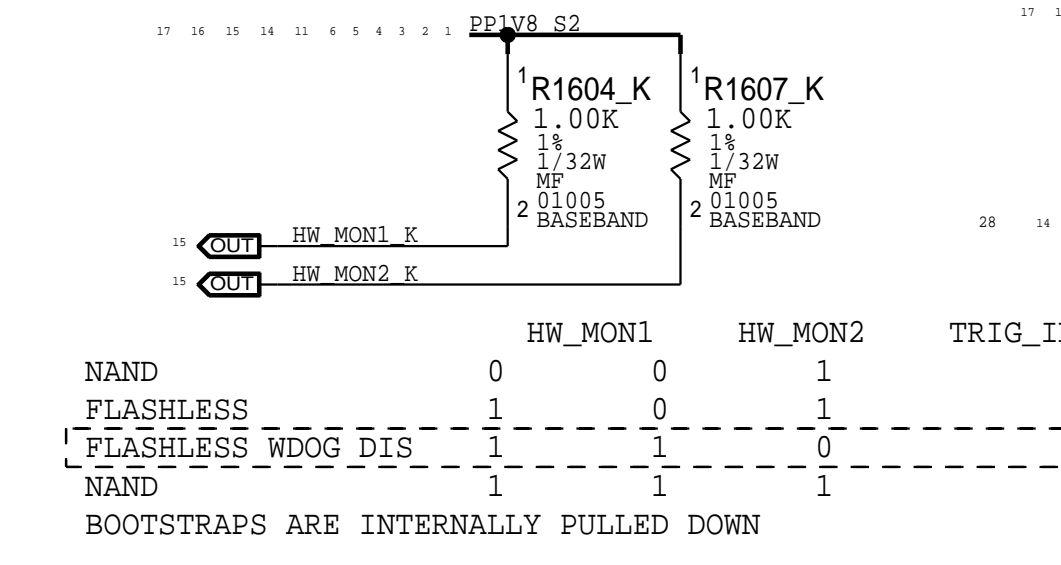 17 1
17 16 15 14 11 6 5 4 3 2 1 PP1V8_S2
1 R1604_K 1 R1607_K
1.00K 1.00K
1% 1%
1/32W 1/32W
MF MF
01005 01005
2 BASEBAND 2 BASEBAND 28 14
15 OUT HW_MON1_K
15 OUT HW_MON2_K
HW_MON1 HW_MON2
NAND 0 0 1
FLASHLESS 1 0 1
FLASHLESS WDOG DIS 1 1 0
NAND 1 1 1
BOOTSTRAPS ARE INTERNALLY PULLED DOWN